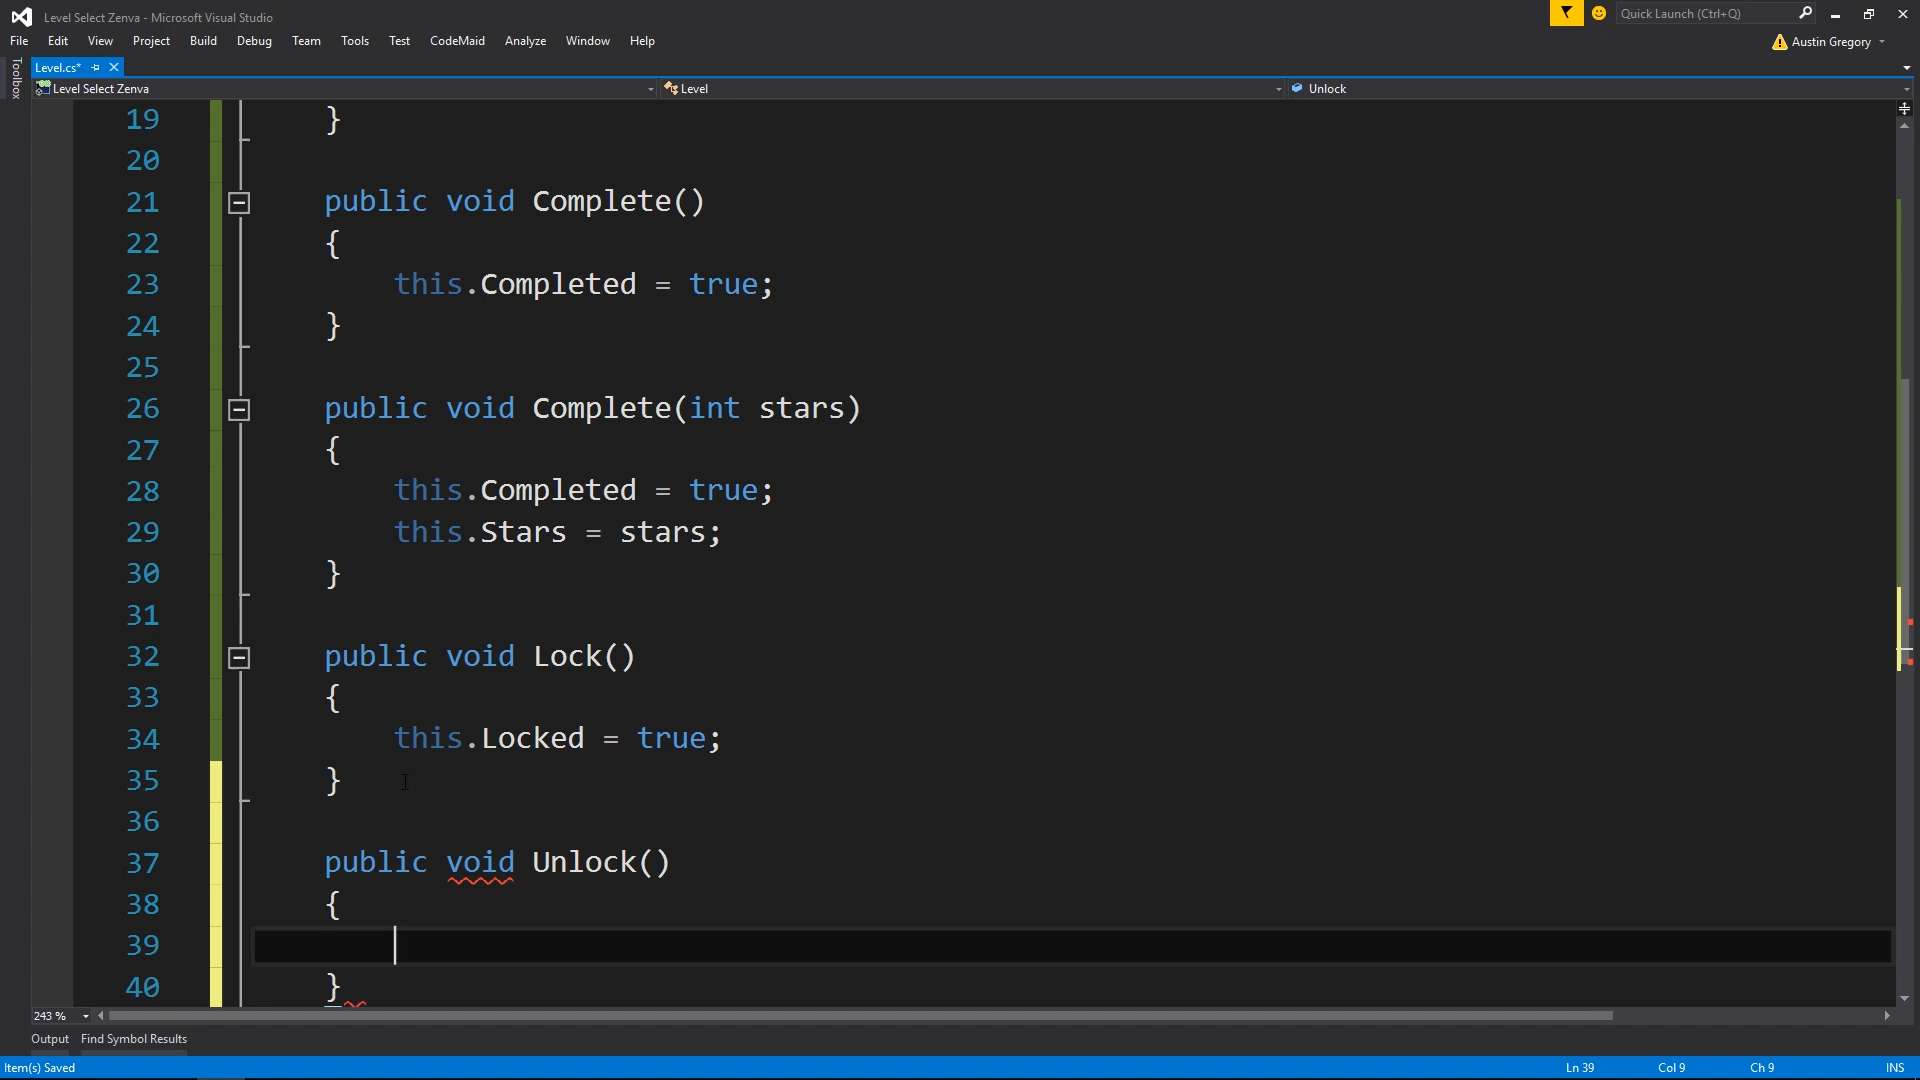 Level Select Zenva - Microsoft Visual Studio
Quick Launch (Ctrl+Q)
File Edit View Project Build Debug Team Tools Test CodeMaid Analyze Window Help
Austin Gregory
Toolbox
Level.cs*
Level Select Zenva Level Unlock
19 }
20
21 public void Complete()
22 {
23 this.Completed = true;
24 }
25
26 public void Complete(int stars)
27 {
28 this.Completed = true;
29 this.Stars = stars;
30 }
31
32 public void Lock()
33 {
34 this.Locked = true;
35 }
36
37 public void Unlock()
38 {
39
40 }
243 %
Output Find Symbol Results
Item(s) Saved Ln 39 Col 9 Ch 9 INS